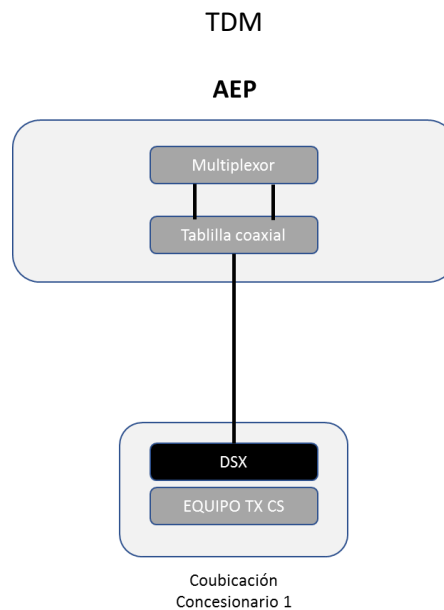 TDM
AEP
Multiplexor
Tablilla coaxial
DSX
EQUIPO TX CS
Coubicación
Concesionario 1